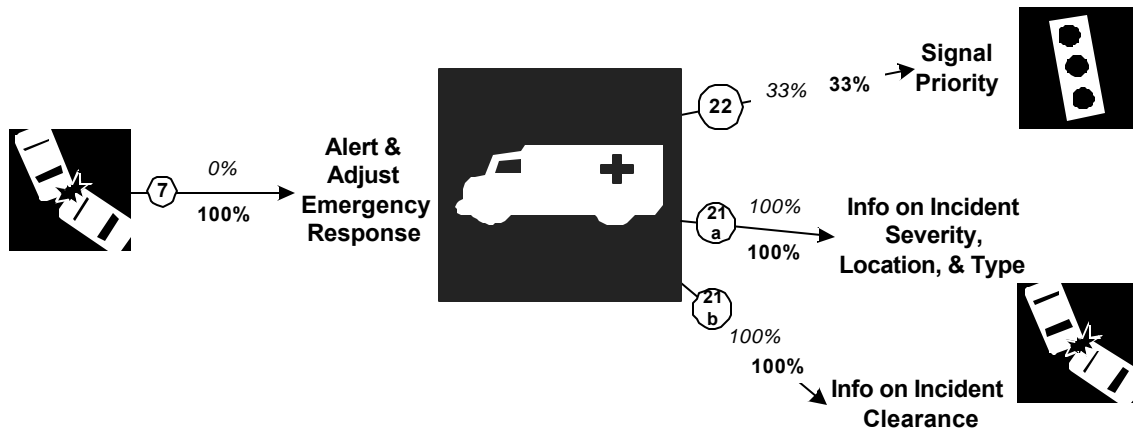 7
0%
100%
Alert &
Adjust
Emergency
Response
22
33% 33%
Signal
Priority
21
a
100%
100%
Info on Incident
Severity,
Location, & Type
21
b
100%
100%
Info on Incident
Clearance